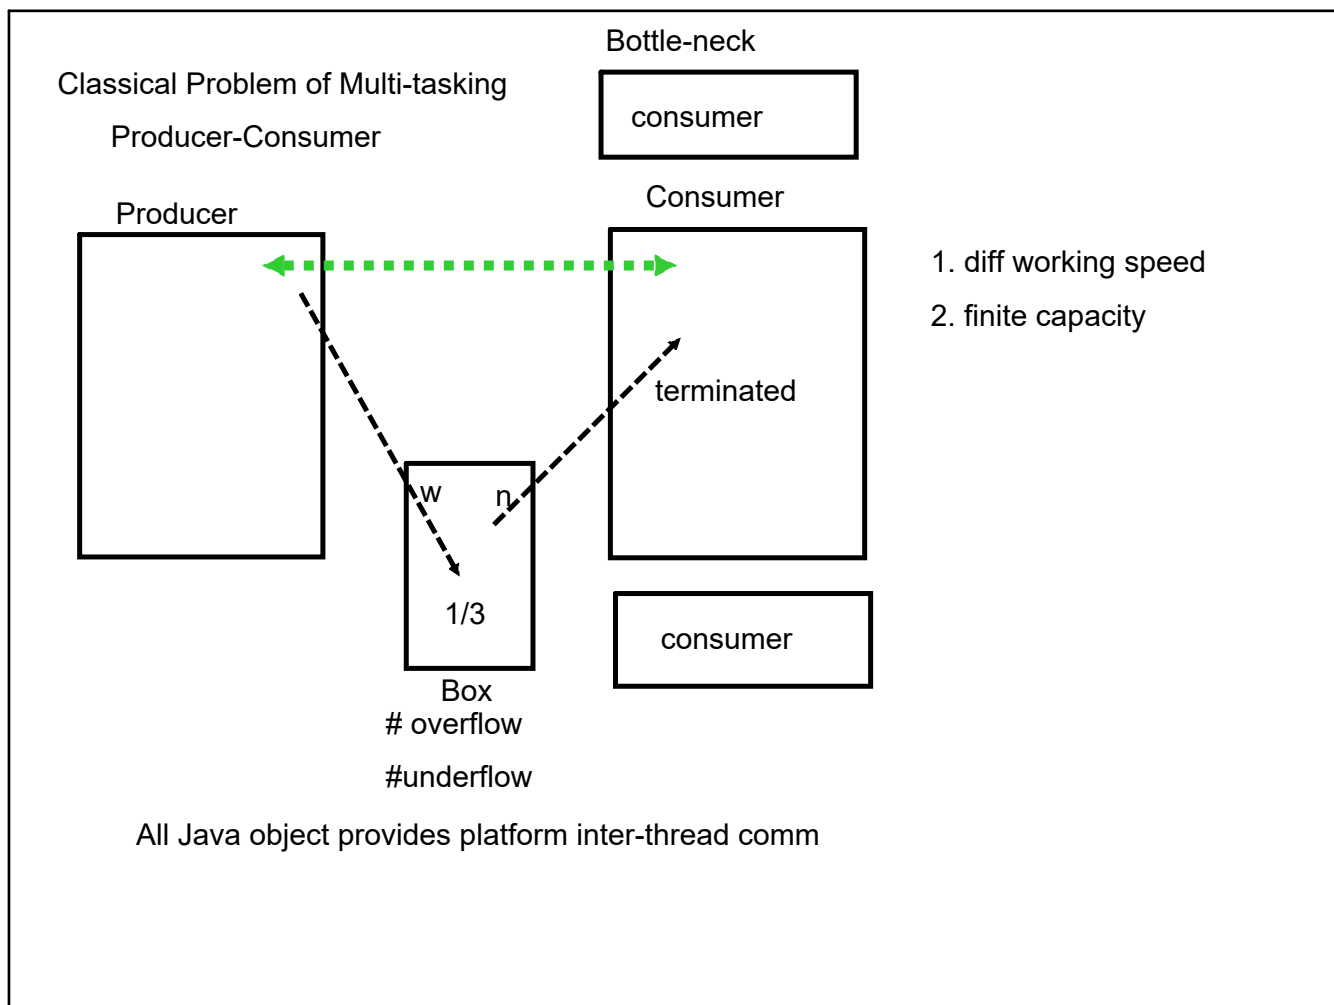 Bottle-neck
Classical Problem of Multi-tasking
consumer
Producer-Consumer
Consumer
Producer
1. diff working speed
2. finite capacity
terminated
w
n
1/3
consumer
Box
# overflow
#underflow
All Java object provides platform inter-thread comm